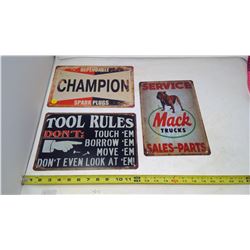 DEPENDABLE
CHAMPION
SPARK PLUGS
SERVICE
Mack
TRUCKS
SALES-PARTS
TOOL RULES
DON'T: TOUCH 'EM
BORROW 'EM
MOVE 'EM
DON'T EVEN LOOK AT 'EM!